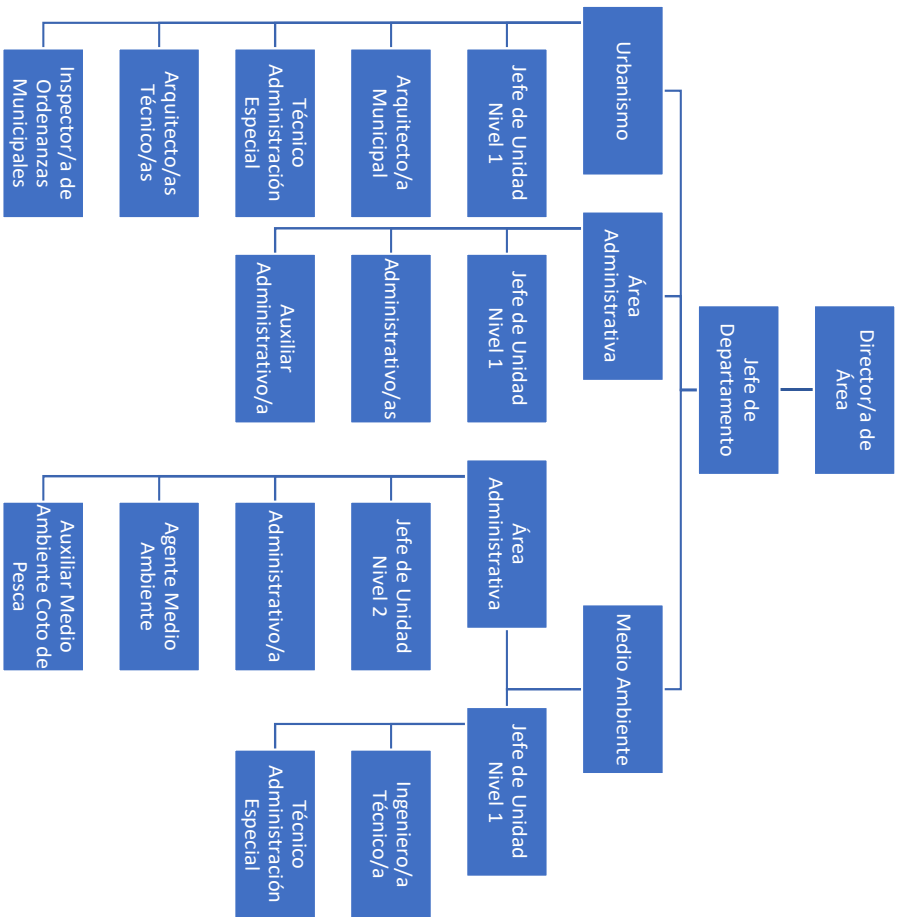 Director/a de
Área
Jefe de
Departamento
Urbanismo
Jefe de Unidad
Nivel 1
Arquitecto/a
Municipal
Técnico
Administración
Especial
Arquitecto/as
Técnico/as
Inspector/a de
Ordenanzas
Municipales
Área
Administrativa
Jefe de Unidad
Nivel 1
Administrativo/as
Auxiliar
Administrativo/a
Medio Ambiente
Área
Administrativa
Jefe de Unidad
Nivel 2
Administrativo/a
Agente Medio
Ambiente
Auxiliar Medio
Ambiente Coto de
Pesca
Jefe de Unidad
Nivel 1
Ingeniero/a
Técnico/a
Técnico
Administración
Especial